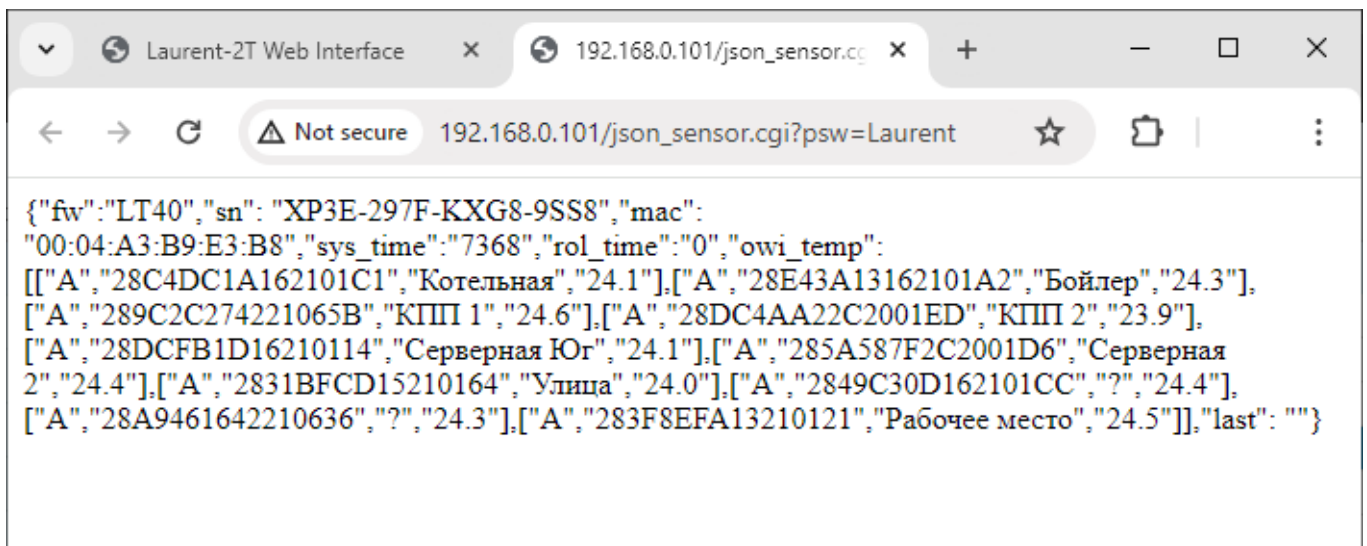 Laurent-2T Web Interface
192.168.0.101/json_sensor.cg
Not secure
192.168.0.101/json_sensor.cgi?psw=Laurent
{"fw":"LT40","sn": "XP3E-297F-KXG8-9SS8","mac":
"00:04:A3:B9:E3:B8","sys_time":"7368","rol_time":"0","owi_temp":
[["A","28C4DC1A162101C1","Котельная","24.1"],["A","28E43A13162101A2","Бойлер","24.3"],
["A","289C2C274221065B","КПП 1","24.6"],["A","28DC4AA22C2001ED","КПП 2","23.9"],
["A","28DCFB1D16210114","Серверная Юг","24.1"],["A","285A587F2C2001D6","Серверная
2","24.4"],["A","2831BFCD15210164","Улица","24.0"],["A","2849C30D162101CC","?","24.4"],
["A","28A9461642210636","?","24.3"],["A","283F8EFA13210121","Рабочее место","24.5"]],"last": ""}